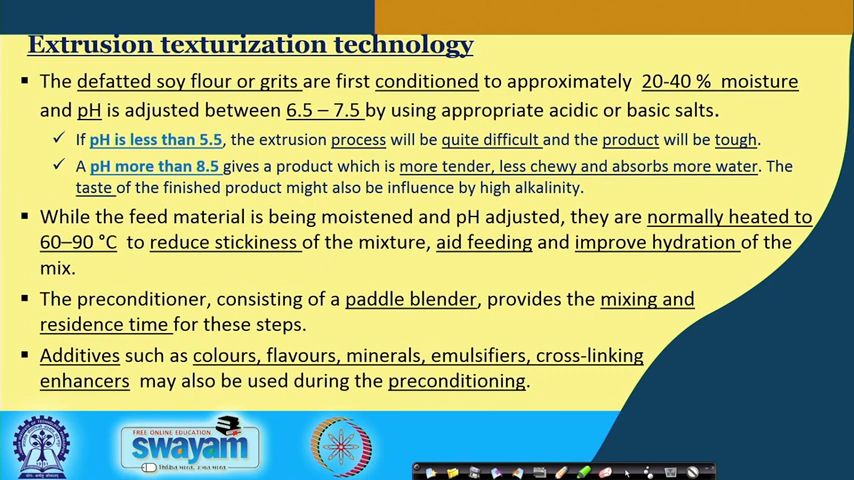 Extrusion texturization technology
▪ The defatted soy flour or grits are first conditioned to approximately 20-40 % moisture
and pH is adjusted between 6.5 – 7.5 by using appropriate acidic or basic salts.
✓ If pH is less than 5.5, the extrusion process will be quite difficult and the product will be tough.
✓ A pH more than 8.5 gives a product which is more tender, less chewy and absorbs more water. The
taste of the finished product might also be influence by high alkalinity.
▪ While the feed material is being moistened and pH adjusted, they are normally heated to
60–90 °C to reduce stickiness of the mixture, aid feeding and improve hydration of the
mix.
▪ The preconditioner, consisting of a paddle blender, provides the mixing and
residence time for these steps.
▪ Additives such as colours, flavours, minerals, emulsifiers, cross-linking
enhancers may also be used during the preconditioning.
FREE ONLINE EDUCATION
swayam